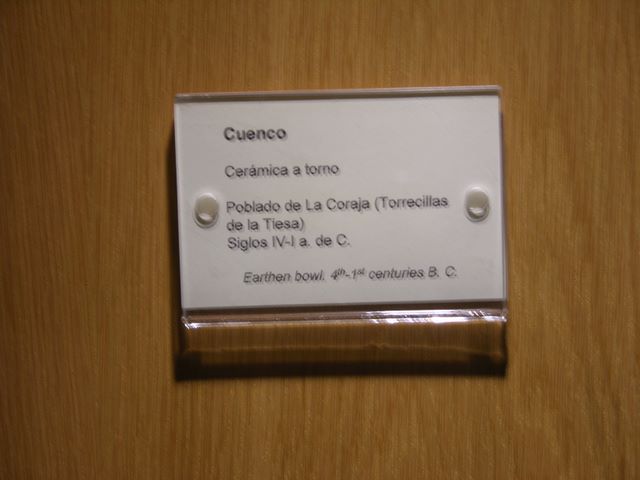 Cuenco
Cerámica a torno
Poblado de La Coraja (Torrecillas
de la Tiesa)
Siglos IV-I a. de C.
Earthen bowl. 4th-1st centuries B. C.